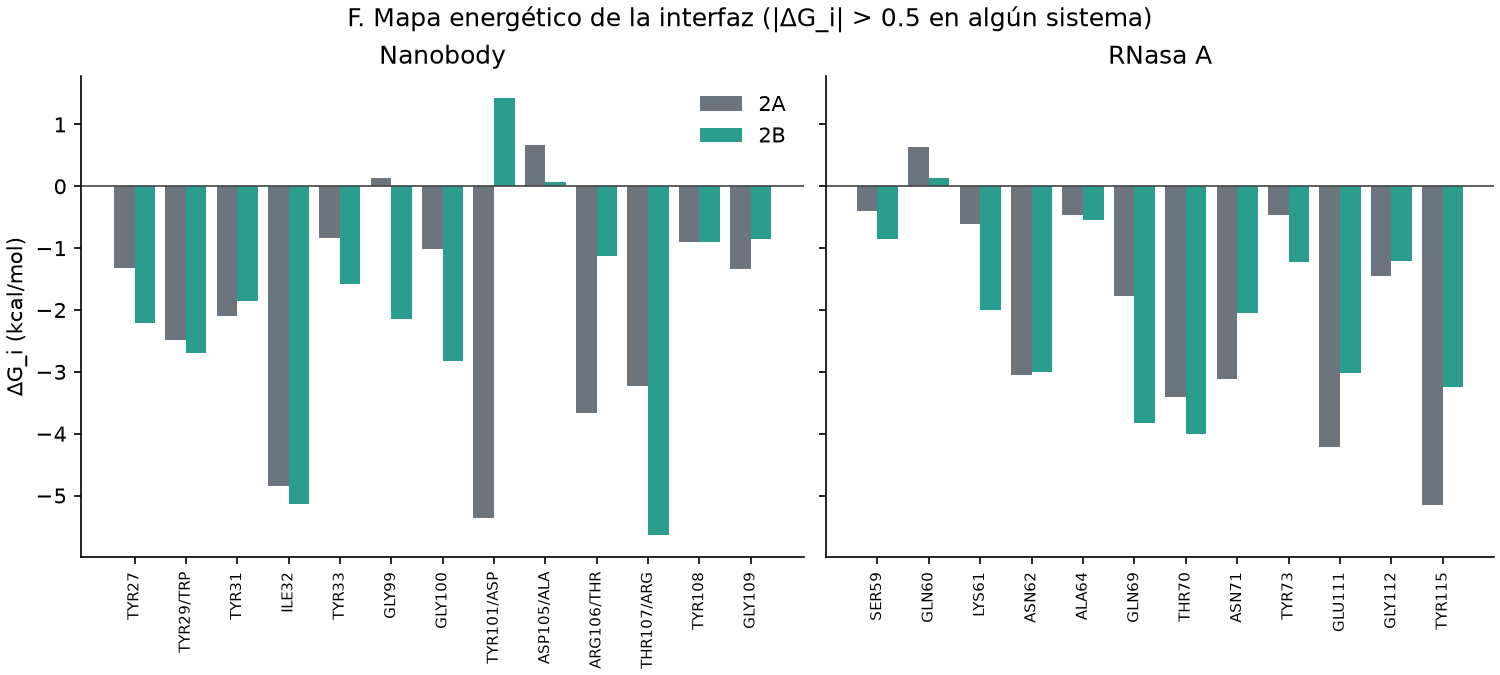 F. Mapa energético de la interfaz (|ΔG_i| > 0.5 en algún sistema)
Nanobody
RNasa A
2A
2B
ΔG_i (kcal/mol)
1
0
−1
−2
−3
−4
−5
TYR27
TYR29/TRP
TYR31
ILE32
TYR33
GLY99
GLY100
TYR101/ASP
ASP105/ALA
ARG106/THR
THR107/ARG
TYR108
GLY109
SER59
GLN60
LYS61
ASN62
ALA64
GLN69
THR70
ASN71
TYR73
GLU111
GLY112
TYR115